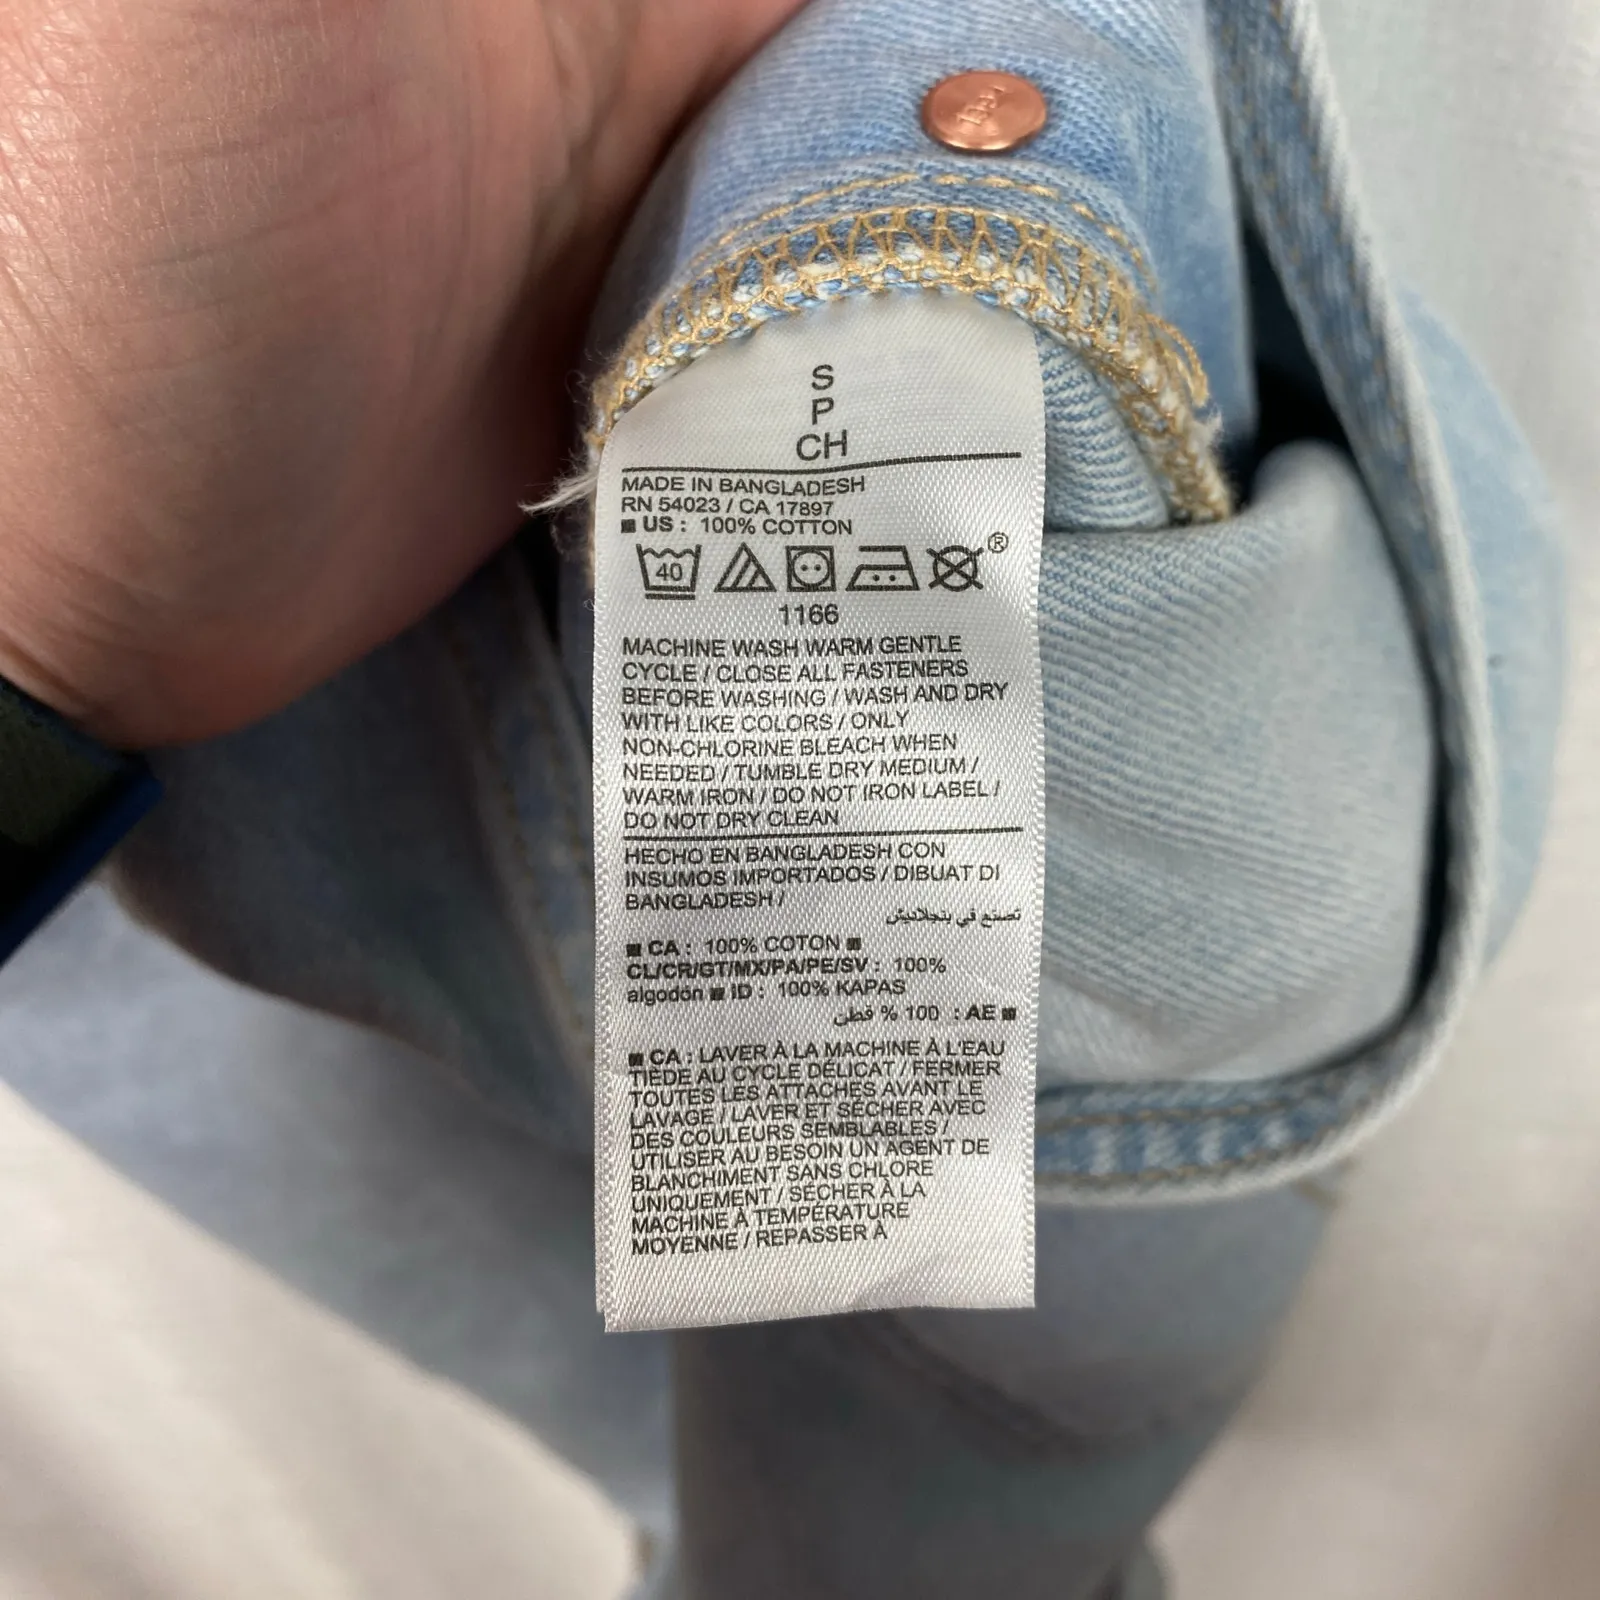 S
P
CH
MADE IN BANGLADESH
RN 54023 / CA 17897
■ US : 100% COTTON
40
®
1166
MACHINE WASH WARM GENTLE
CYCLE / CLOSE ALL FASTENERS
BEFORE WASHING / WASH AND DRY
WITH LIKE COLORS / ONLY
NON-CHLORINE BLEACH WHEN
NEEDED / TUMBLE DRY MEDIUM /
WARM IRON / DO NOT IRON LABEL /
DO NOT DRY CLEAN
HECHO EN BANGLADESH CON
INSUMOS IMPORTADOS / DIBUAT DI
BANGLADESH /
تصنع في بنجلاديش
■ CA : 100% COTON ■
CL/CR/GT/MX/PA/PE/SV : 100%
algodón ■ ID : 100% KAPAS
■ AE : 100 % قطن
■ CA : LAVER À LA MACHINE À L'EAU
TIÈDE AU CYCLE DÉLICAT / FERMER
TOUTES LES ATTACHES AVANT LE
LAVAGE / LAVER ET SÉCHER AVEC
DES COULEURS SEMBLABLES /
UTILISER AU BESOIN UN AGENT DE
BLANCHIMENT SANS CHLORE
UNIQUEMENT / SÉCHER À LA
MACHINE À TEMPÉRATURE
MOYENNE / REPASSER À